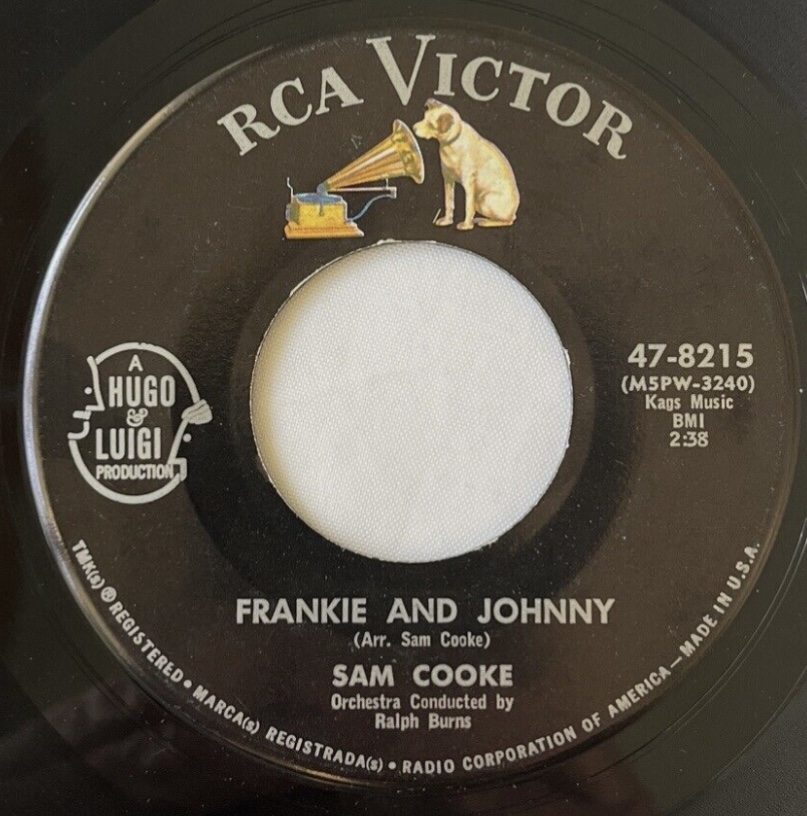 RCA VICTOR
A
HUGO
&
LUIGI
PRODUCTION
47-8215
(M5PW-3240)
Kags Music
BMI
2:38
FRANKIE AND JOHNNY
(Arr. Sam Cooke)
SAM COOKE
Orchestra Conducted by
Ralph Burns
TMK(s) ® REGISTERED • MARCA(s) REGISTRADA(s) • RADIO CORPORATION OF AMERICA—MADE IN U.S.A.